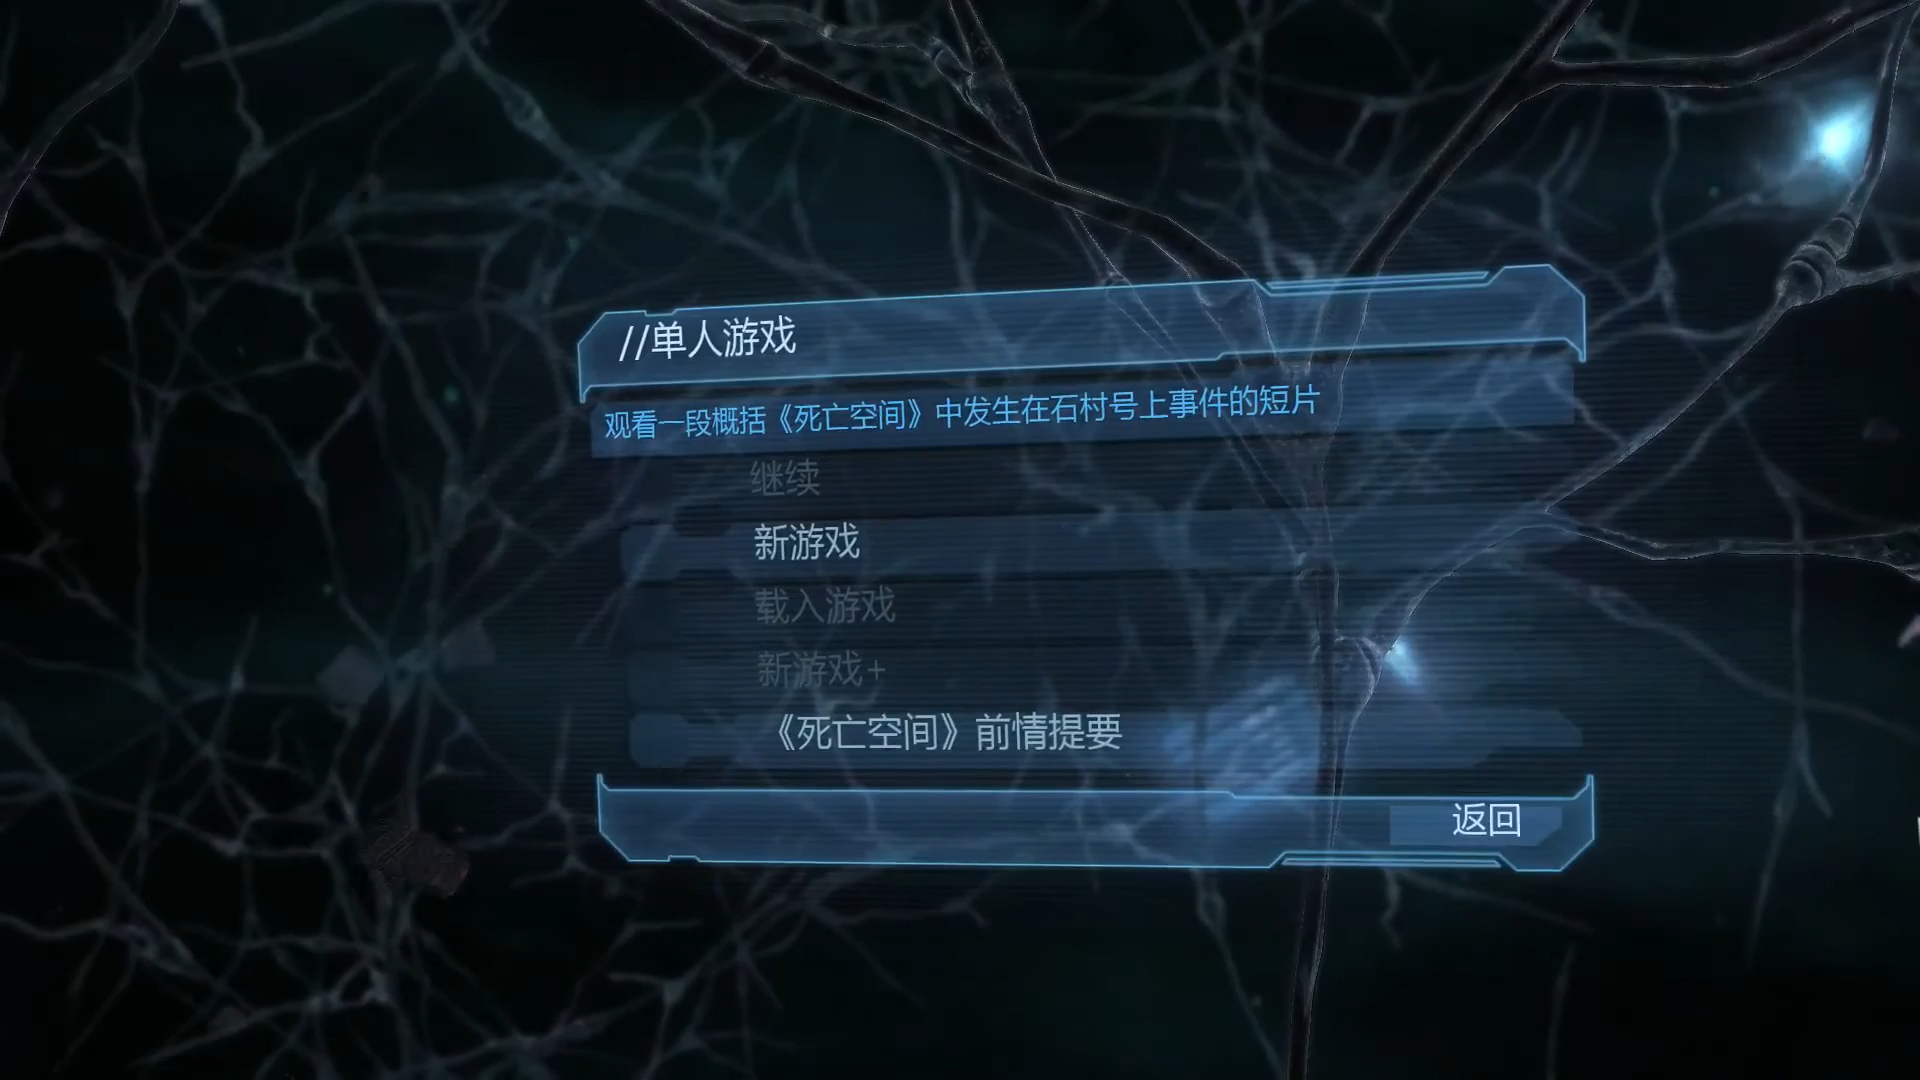 //单人游戏
观看一段概括《死亡空间》中发生在石村号上事件的短片
继续
新游戏
载入游戏
新游戏+
《死亡空间》前情提要
返回